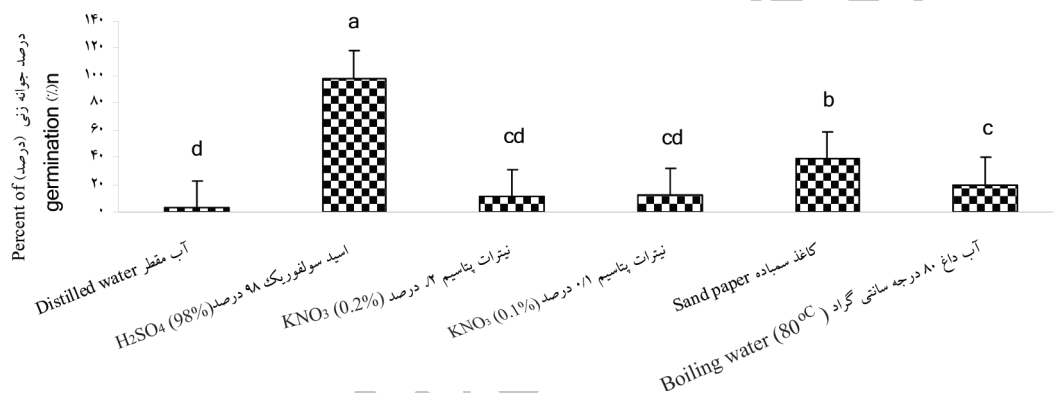 درصد جوانه زنی (درصد) Percent of
germination (٪)n
۱۴۰
۱۲۰
۱۰۰
۸۰
۶۰
۴۰
۲۰
۰
d
a
cd
cd
b
c
آب مقطر Distilled water
اسید سولفوریک ۹۸ درصد H₂SO₄ (98%)
نیترات پتاسیم ۰/۲ درصد KNO₃ (0.2%)
نیترات پتاسیم ۰/۱ درصد KNO₃ (0.1%)
کاغذ سمباده Sand paper
آب داغ ۸۰ درجه سانتی گراد Boiling water (80⁰C)